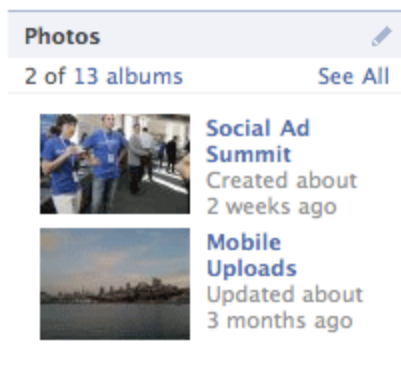 Photos
2 of 13 albums See All
Social Ad
Summit
Created about
2 weeks ago
Mobile
Uploads
Updated about
3 months ago